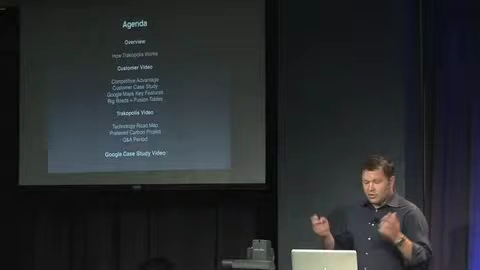 Agenda
Overview
How Trakopolis Works
Customer Video
Competitive Advantage
Customer Case Study
Google Maps Key Features
Rig Roads + Fusion Tables
Trakopolis Video
Technology Road Map
Preferred Carbon Project
Q&A Period
Google Case Study Video